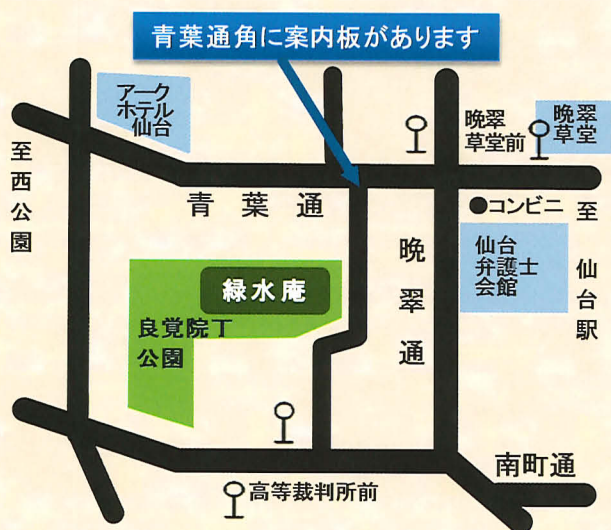 青葉通角に案内板があります
アーク
ホテル
仙台
晩翠
草堂前
晩翠
草堂
至西公園
青葉通
コンビニ
至仙台駅
仙台
弁護士
会館
晩翠通
緑水庵
良覚院丁
公園
南町通
高等裁判所前